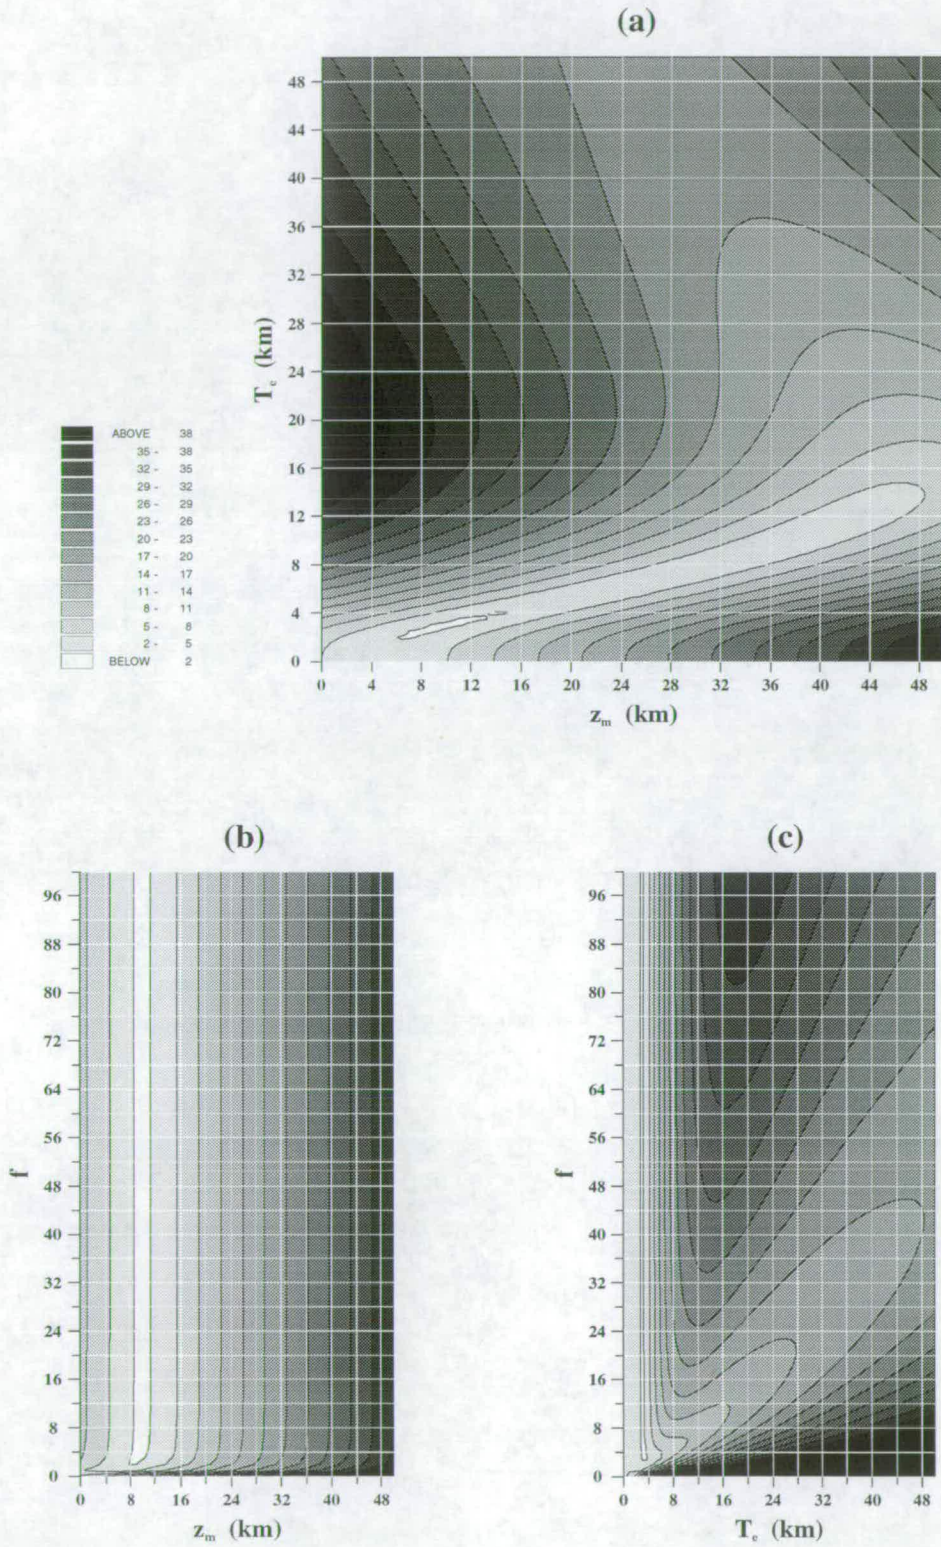 (a)
48
44
40
36
32
28
24
20
16
12
8
4
0
T_e (km)
0 4 8 12 16 20 24 28 32 36 40 44 48
z_m (km)
ABOVE 38
35 - 38
32 - 35
29 - 32
26 - 29
23 - 26
20 - 23
17 - 20
14 - 17
11 - 14
8 - 11
5 - 8
2 - 5
BELOW 2
(b)
96
88
80
72
64
56
48
40
32
24
16
8
0
f
0 8 16 24 32 40 48
z_m (km)
(c)
96
88
80
72
64
56
48
40
32
24
16
8
0
f
0 8 16 24 32 40 48
T_e (km)